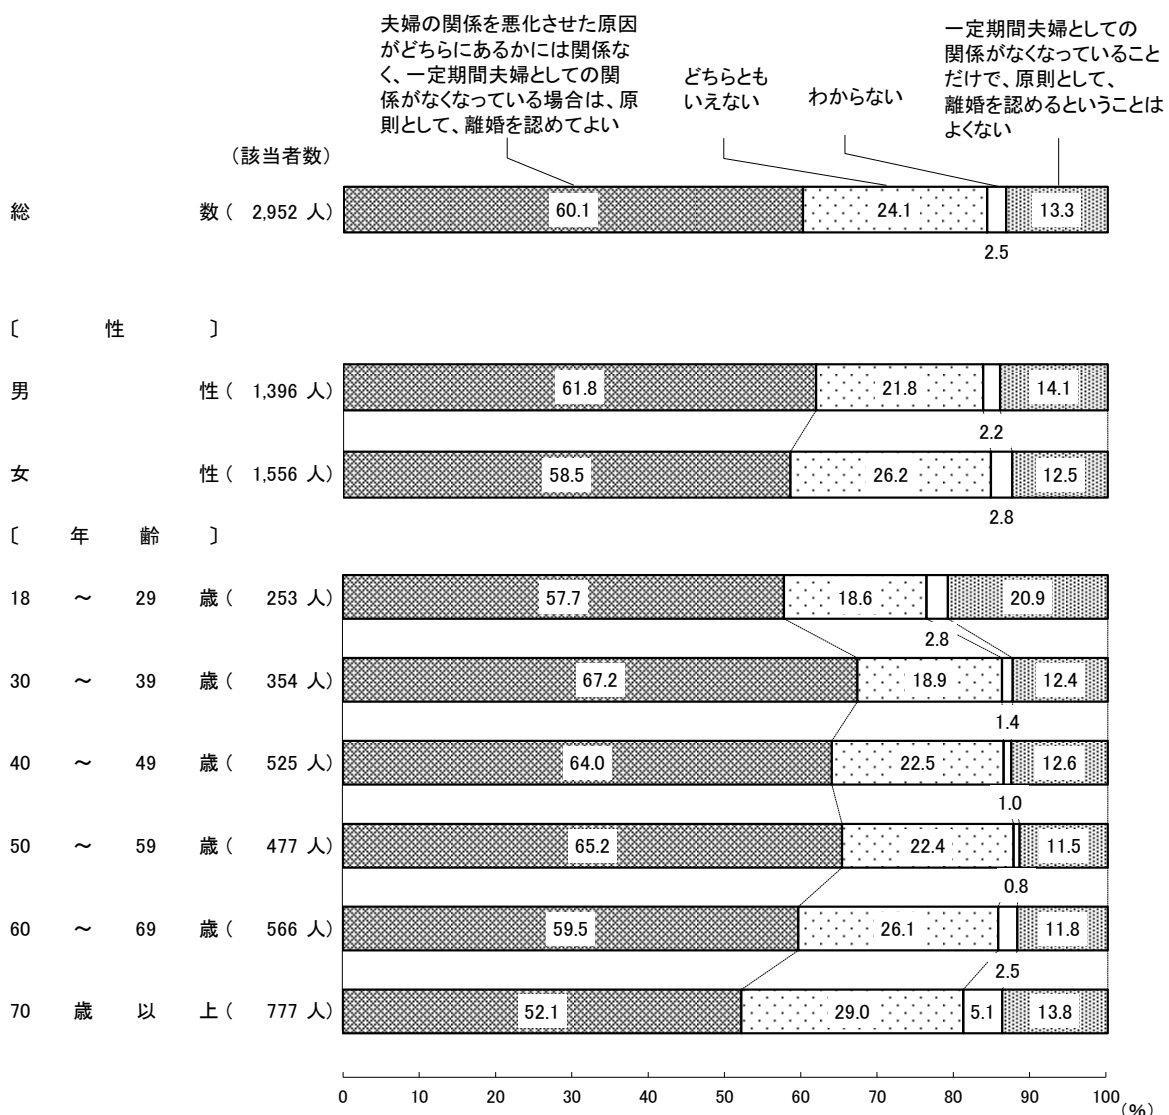 夫婦の関係を悪化させた原因
がどちらにあるかには関係な
く、一定期間夫婦としての関
係がなくなっている場合は、原
則として、離婚を認めてよい
どちらとも
いえない
わからない
一定期間夫婦としての
関係がなくなっていること
だけで、原則として、
離婚を認めるということは
よくない
(該当者数)
総 数( 2,952 人) 60.1 24.1 13.3
2.5
〔 性 〕
男 性( 1,396 人) 61.8 21.8 14.1
2.2
女 性( 1,556 人) 58.5 26.2 12.5
2.8
〔 年 齢 〕
18 ～ 29 歳( 253 人) 57.7 18.6 20.9
2.8
30 ～ 39 歳( 354 人) 67.2 18.9 12.4
1.4
40 ～ 49 歳( 525 人) 64.0 22.5 12.6
1.0
50 ～ 59 歳( 477 人) 65.2 22.4 11.5
0.8
60 ～ 69 歳( 566 人) 59.5 26.1 11.8
2.5
70 歳 以 上( 777 人) 52.1 29.0 5.1 13.8
0 10 20 30 40 50 60 70 80 90 100
(%)